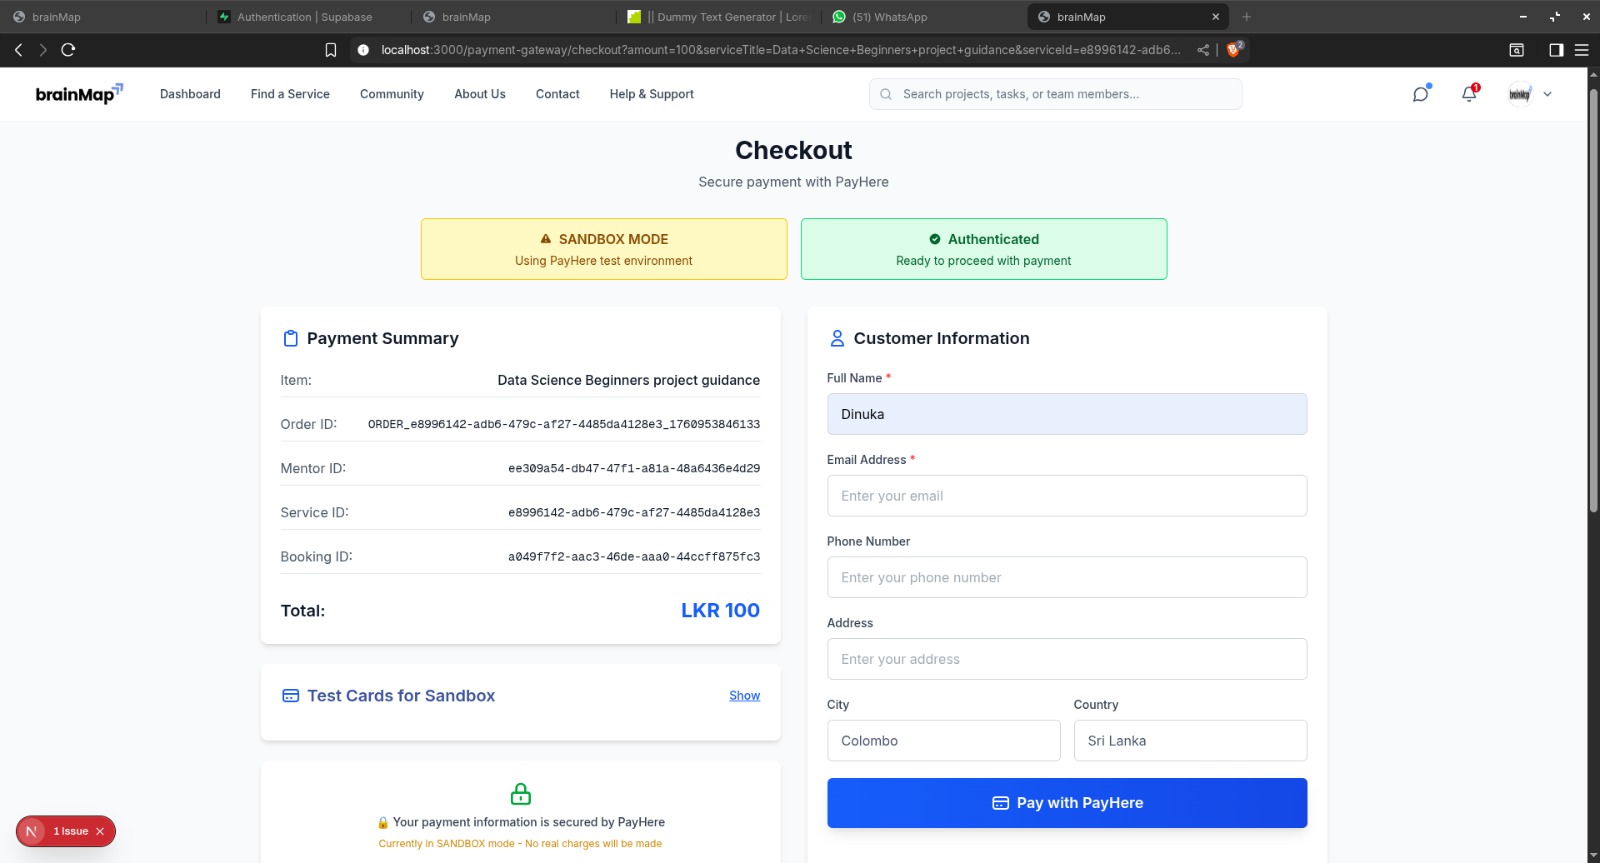 brainMap
Authentication | Supabase
brainMap
|| Dummy Text Generator | Lore
(51) WhatsApp
brainMap
localhost:3000/payment-gateway/checkout?amount=100&serviceTitle=Data+Science+Beginners+project+guidance&serviceId=e8996142-adb6...
2
brainMap
Dashboard
Find a Service
Community
About Us
Contact
Help & Support
Search projects, tasks, or team members...
1
brainMap
Checkout
Secure payment with PayHere
SANDBOX MODE
Using PayHere test environment
Authenticated
Ready to proceed with payment
Payment Summary
Item: Data Science Beginners project guidance
Order ID: ORDER_e8996142-adb6-479c-af27-4485da4128e3_1760953846133
Mentor ID: ee309a54-db47-47f1-a81a-48a6436e4d29
Service ID: e8996142-adb6-479c-af27-4485da4128e3
Booking ID: a049f7f2-aac3-46de-aaa0-44ccff875fc3
Total: LKR 100
Test Cards for Sandbox
Show
🔒 Your payment information is secured by PayHere
Currently in SANDBOX mode - No real charges will be made
Customer Information
Full Name *
Dinuka
Email Address *
Enter your email
Phone Number
Enter your phone number
Address
Enter your address
City
Colombo
Country
Sri Lanka
Pay with PayHere
N 1 Issue